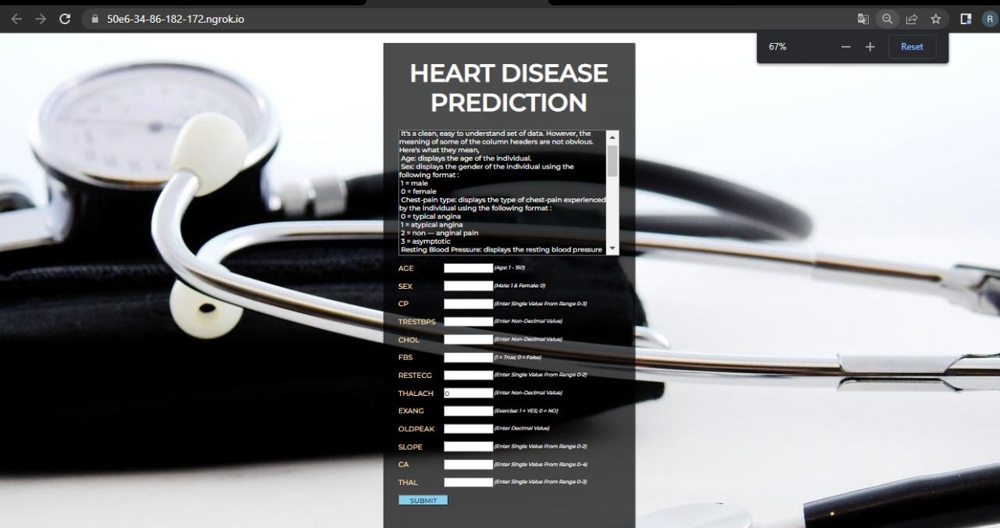 50e6-34-86-182-172.ngrok.io
R
67%
Reset
HEART DISEASE
PREDICTION
It's a clean, easy to understand set of data. However, the
meaning of some of the column headers are not obvious.
Here's what they mean,
Age: displays the age of the individual.
Sex: displays the gender of the individual using the
following format :
1 = male
0 = female
Chest-pain type: displays the type of chest-pain experienced
by the individual using the following format :
0 = typical angina
1 = atypical angina
2 = non — anginal pain
3 = asymptotic
Resting Blood Pressure: displays the resting blood pressure
AGE (Age: 1 - 150)
SEX (Male: 1 & Female: 0)
CP (Enter Single Value From Range 0-3)
TRESTBPS (Enter Non-Decimal Value)
CHOL (Enter Non-Decimal Value)
FBS (1 = True; 0 = False)
RESTECG (Enter Single Value From Range 0-2)
THALACH 0 (Enter Non-Decimal Value)
EXANG (Exercise: 1 = YES; 0 = NO)
OLDPEAK (Enter Decimal Value)
SLOPE (Enter Single Value From Range 0-2)
CA (Enter Single Value From Range 0-4)
THAL (Enter Single Value From Range 0-3)
SUBMIT